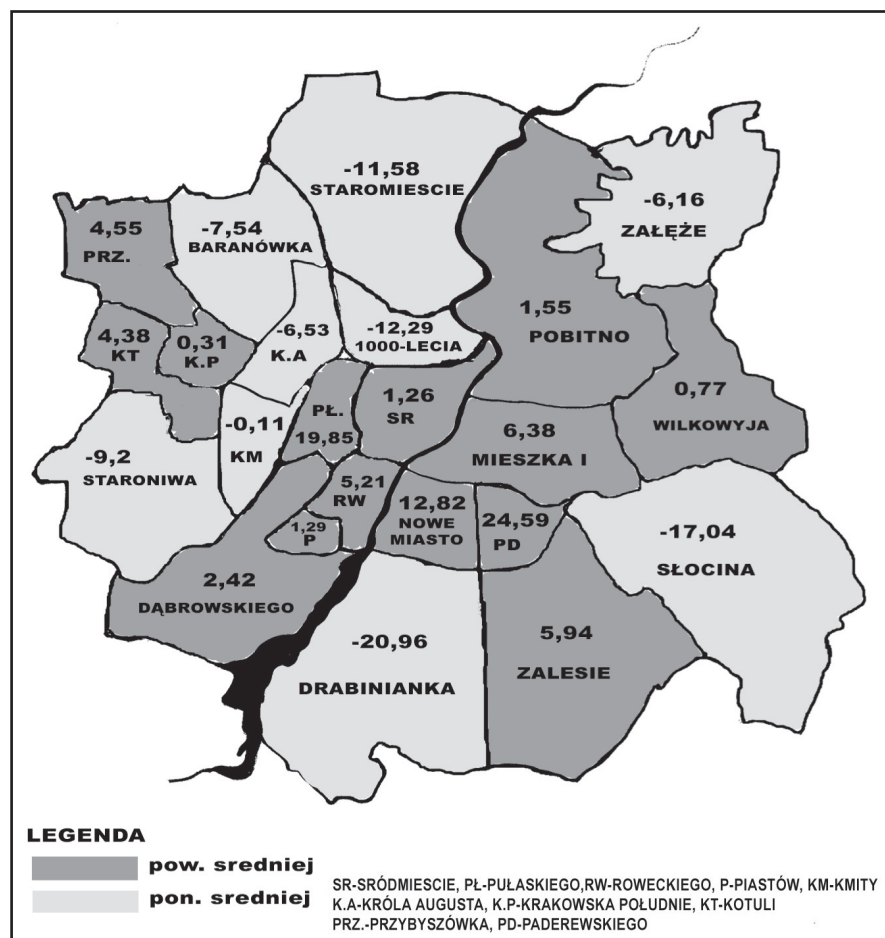 -11,58
STAROMIESCIE
-6,16
ZAŁĘŻE
4,55
PRZ.
-7,54
BARANÓWKA
1,55
POBITNO
4,38
KT
0,31
K.P
-6,53
K.A
-12,29
1000-LECIA
0,77
WILKOWYJA
PŁ.
19,85
1,26
SR
-0,11
KM
6,38
MIESZKA I
-9,2
STARONIWA
5,21
RW
12,82
NOWE
MIASTO
24,59
PD
1,29
P
-17,04
SŁOCINA
2,42
DĄBROWSKIEGO
-20,96
DRABINIANKA
5,94
ZALESIE
LEGENDA
pow. sredniej
pon. sredniej
SR-SRÓDMIESCIE, PŁ-PUŁASKIEGO,RW-ROWECKIEGO, P-PIASTÓW, KM-KMITY
K.A-KRÓLA AUGUSTA, K.P-KRAKOWSKA POŁUDNIE, KT-KOTULI
PRZ.-PRZYBYSZÓWKA, PD-PADEREWSKIEGO